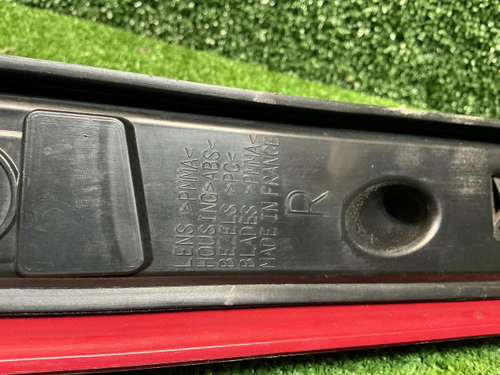 LENS >PMMA<
HOUSING>ABS<
BEZELS >PC<
BLADES >PMMA<
MADE IN FRANCE
R